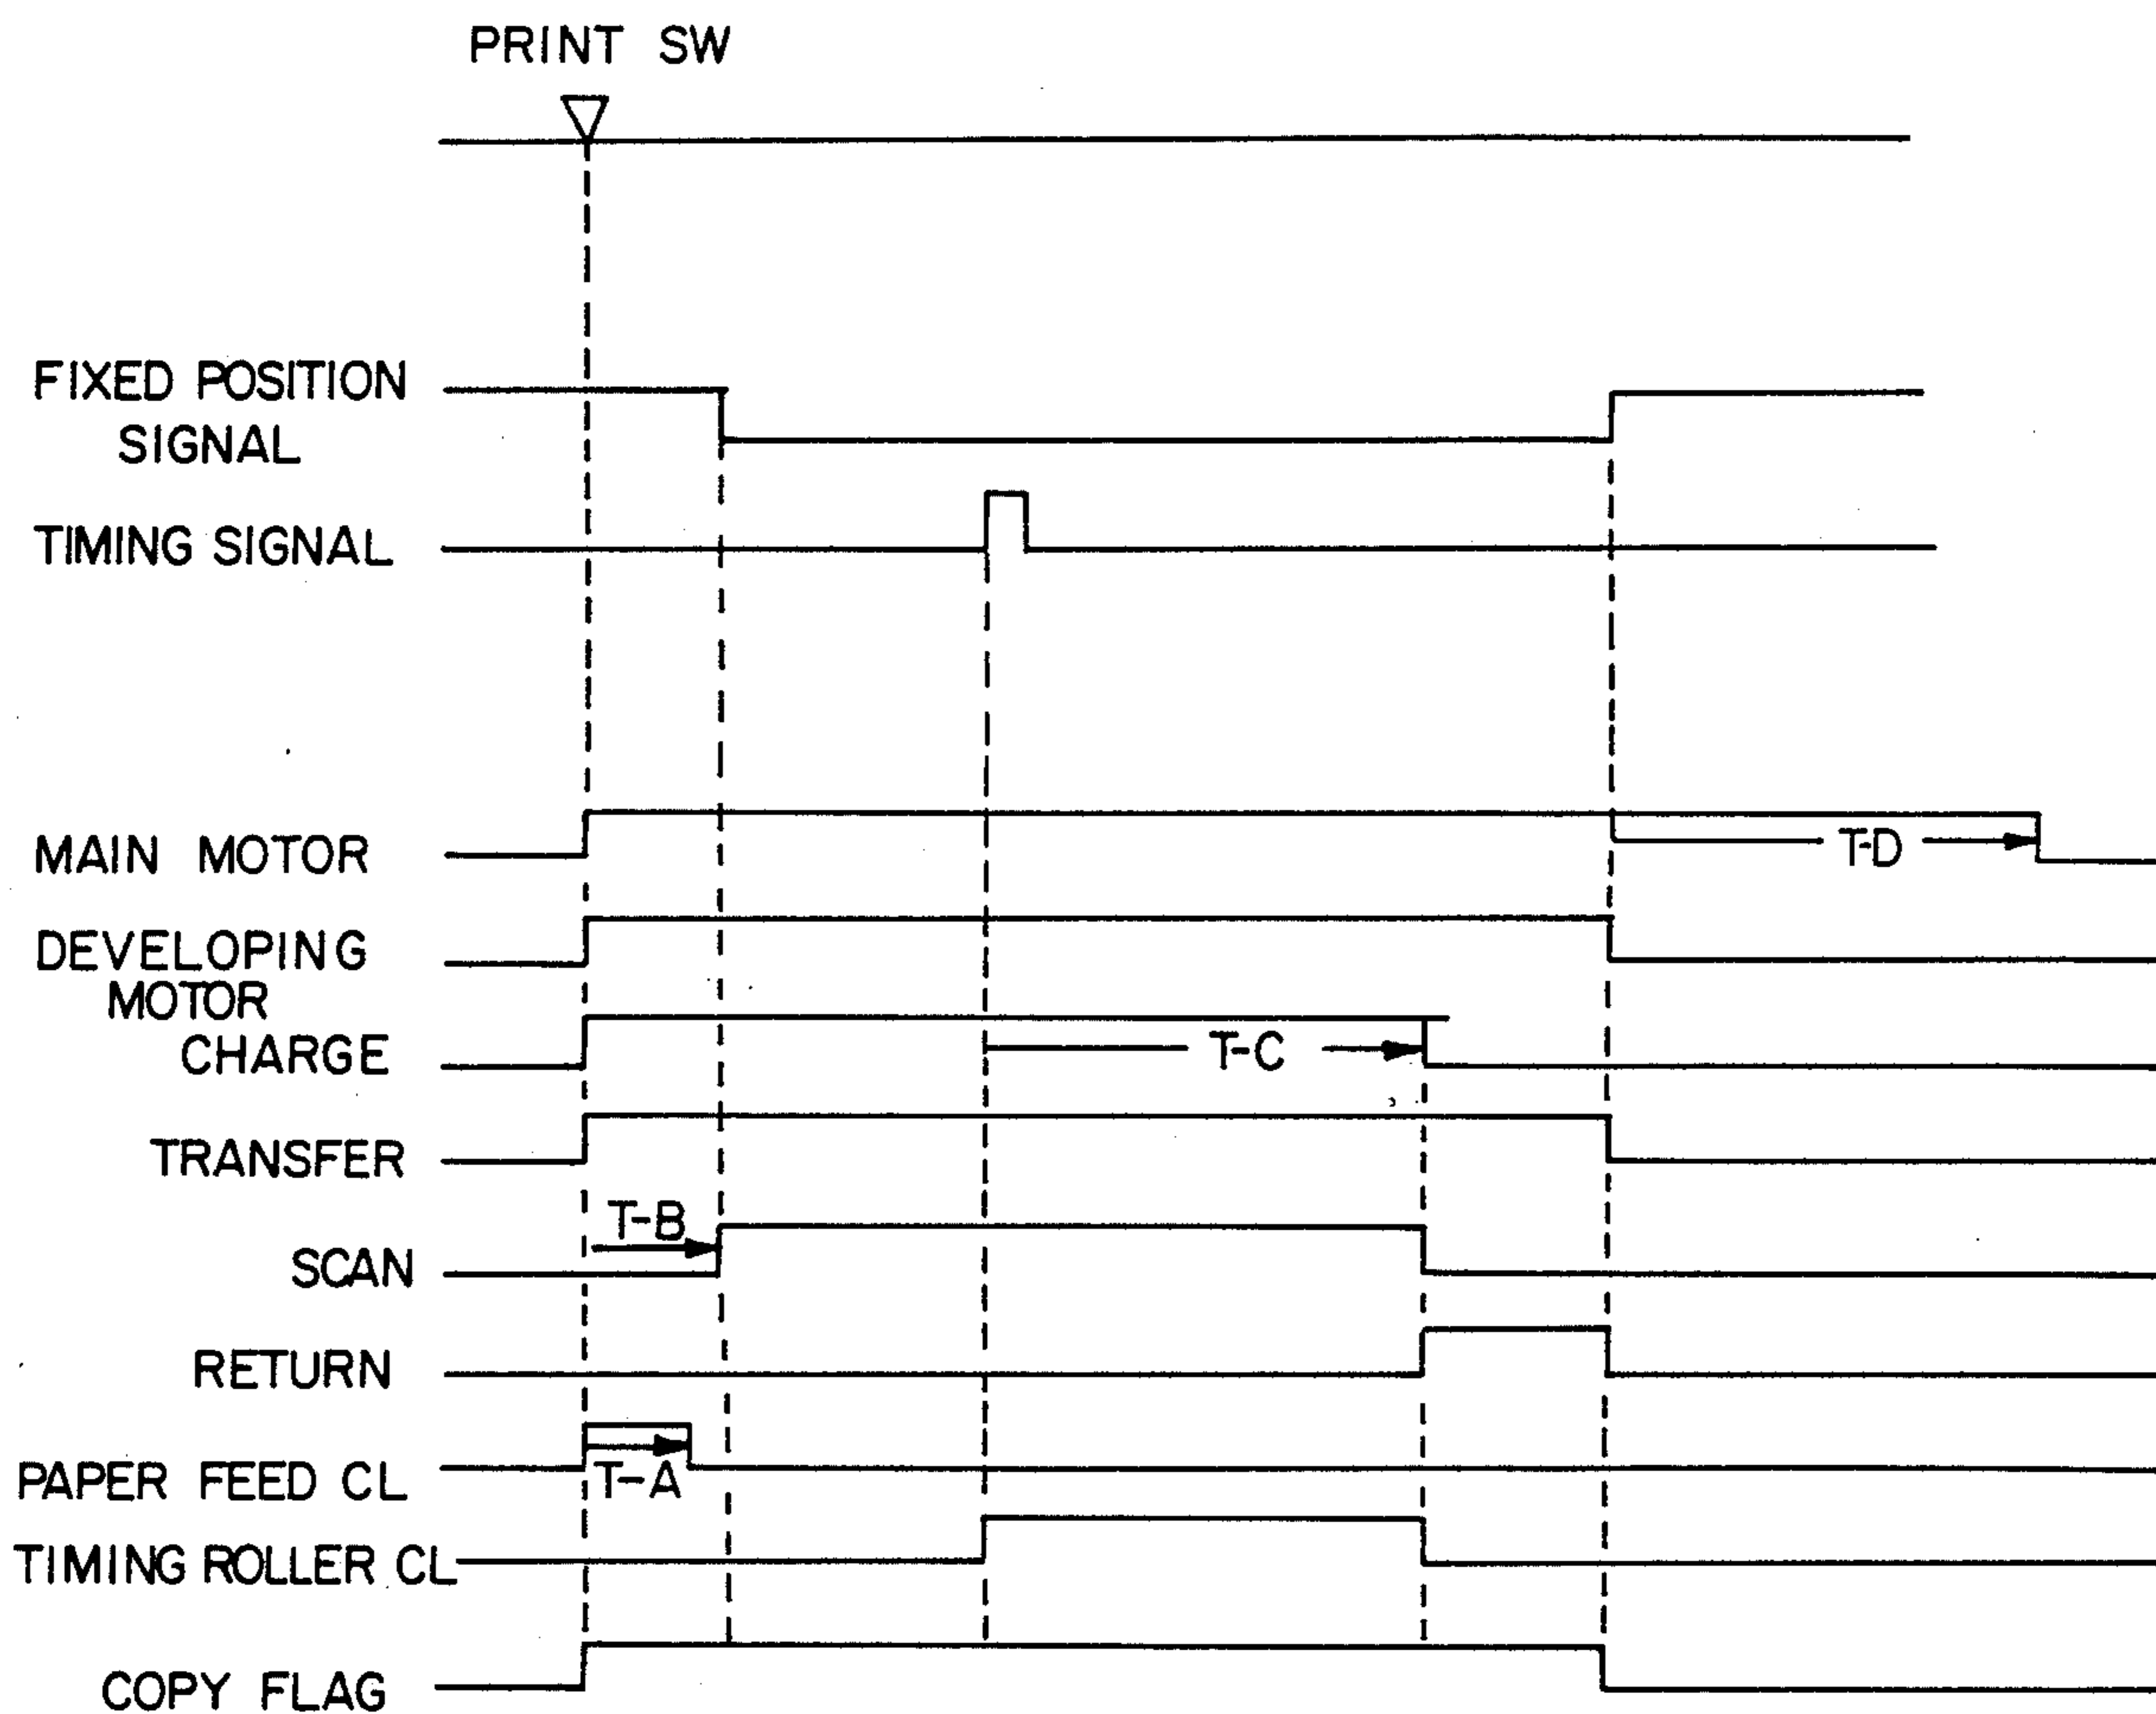 PRINT SW
FIXED POSITION
SIGNAL
TIMING SIGNAL
MAIN MOTOR
T-D
DEVELOPING
MOTOR
CHARGE
T-C
TRANSFER
T-B
SCAN
RETURN
PAPER FEED CL
T-A
TIMING ROLLER CL
COPY FLAG